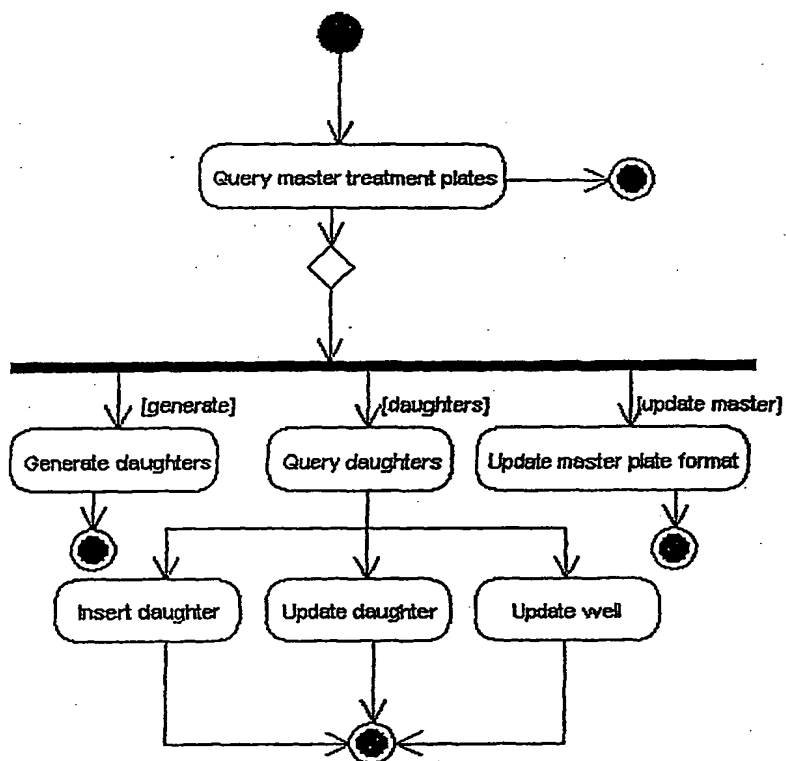 Query master treatment plates
[generate]
[daughters]
[update master]
Generate daughters
Query daughters
Update master plate format
Insert daughter
Update daughter
Update well